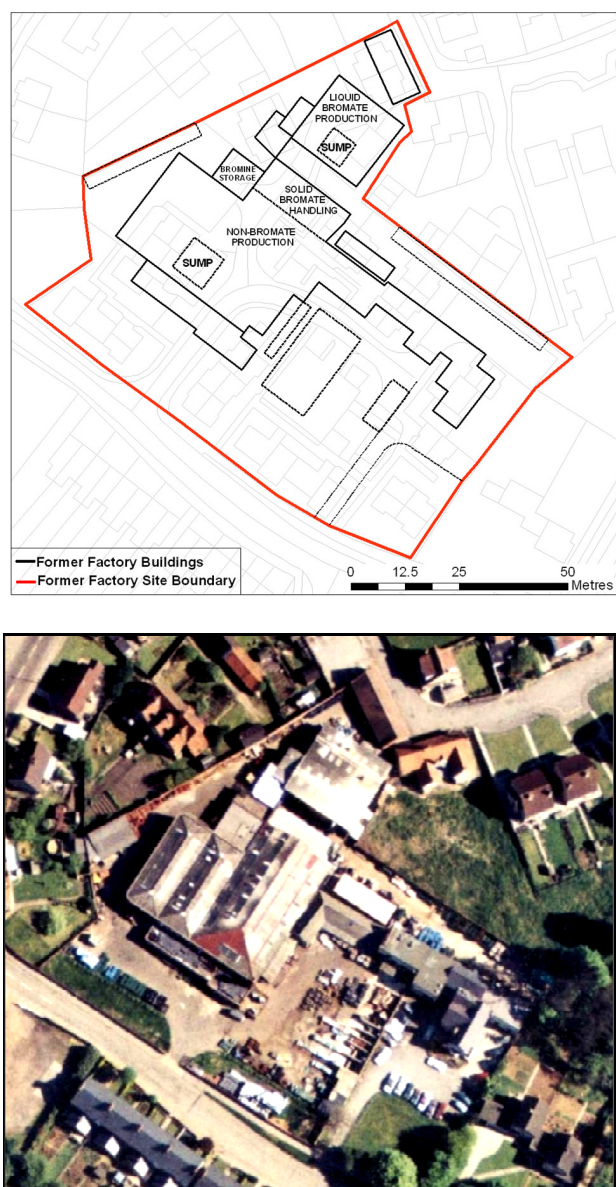 LIQUID
BROMATE
PRODUCTION
SUMP
BROMINE
STORAGE
SOLID
BROMATE
HANDLING
NON-BROMATE
PRODUCTION
SUMP
Former Factory Buildings
Former Factory Site Boundary
0 12.5 25 50
Metres